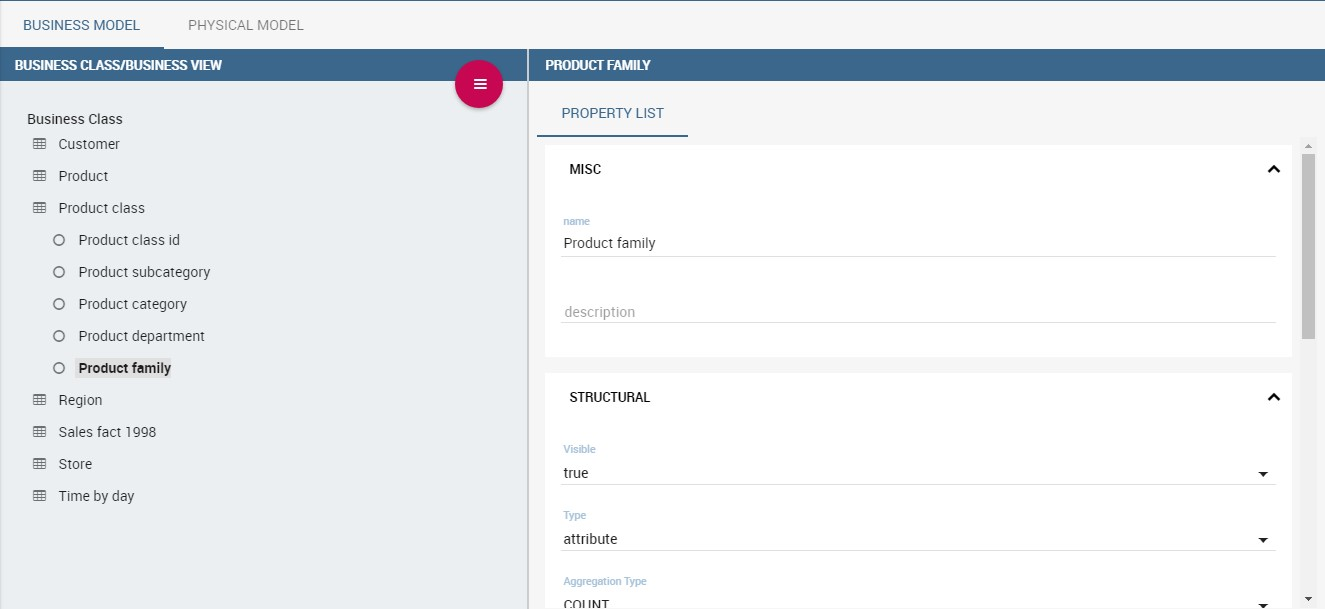 BUSINESS MODEL PHYSICAL MODEL
BUSINESS CLASS/BUSINESS VIEW
Business Class
Customer
Product
Product class
Product class id
Product subcategory
Product category
Product department
Product family
Region
Sales fact 1998
Store
Time by day
PRODUCT FAMILY
PROPERTY LIST
MISC
name
Product family
description
STRUCTURAL
Visible
true
Type
attribute
Aggregation Type
COUNT